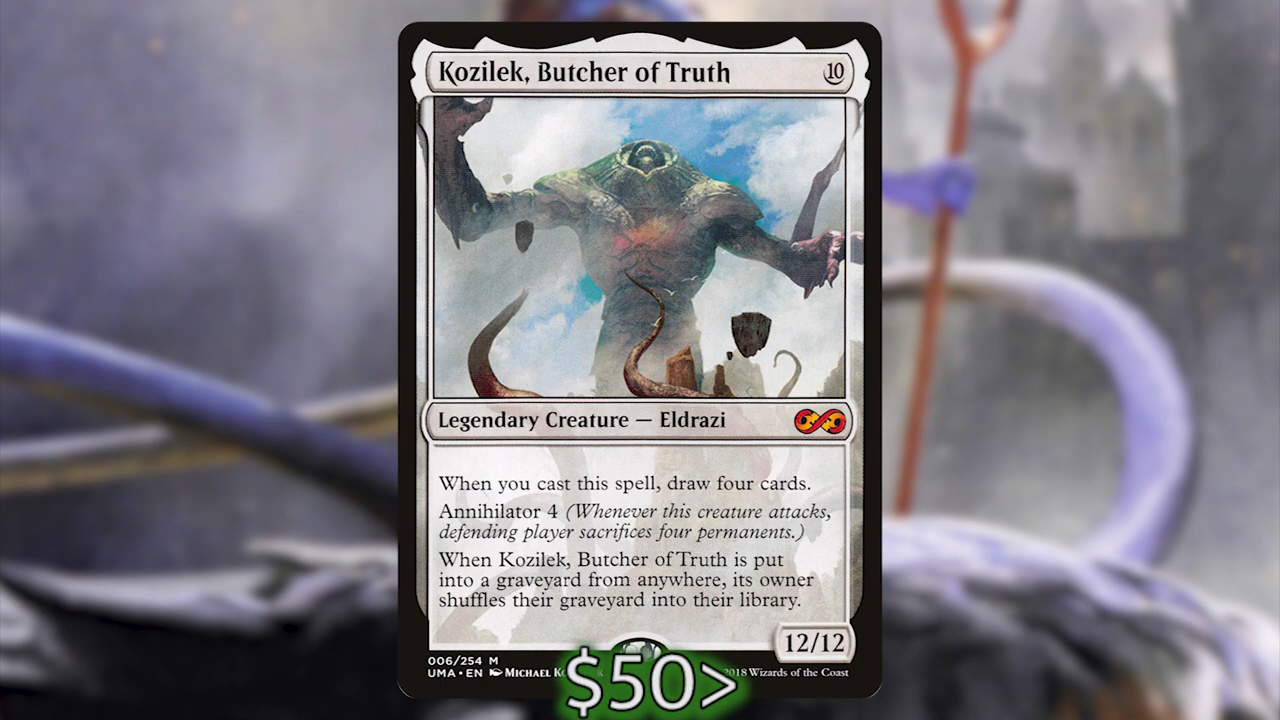 Kozilek, Butcher of Truth 10
Legendary Creature — Eldrazi
When you cast this spell, draw four cards.
Annihilator 4 (Whenever this creature attacks,
defending player sacrifices four permanents.)
When Kozilek, Butcher of Truth is put
into a graveyard from anywhere, its owner
shuffles their graveyard into their library.
12/12
006/254 M
UMA • EN MICHAEL 2018 Wizards of the Coast
$50>